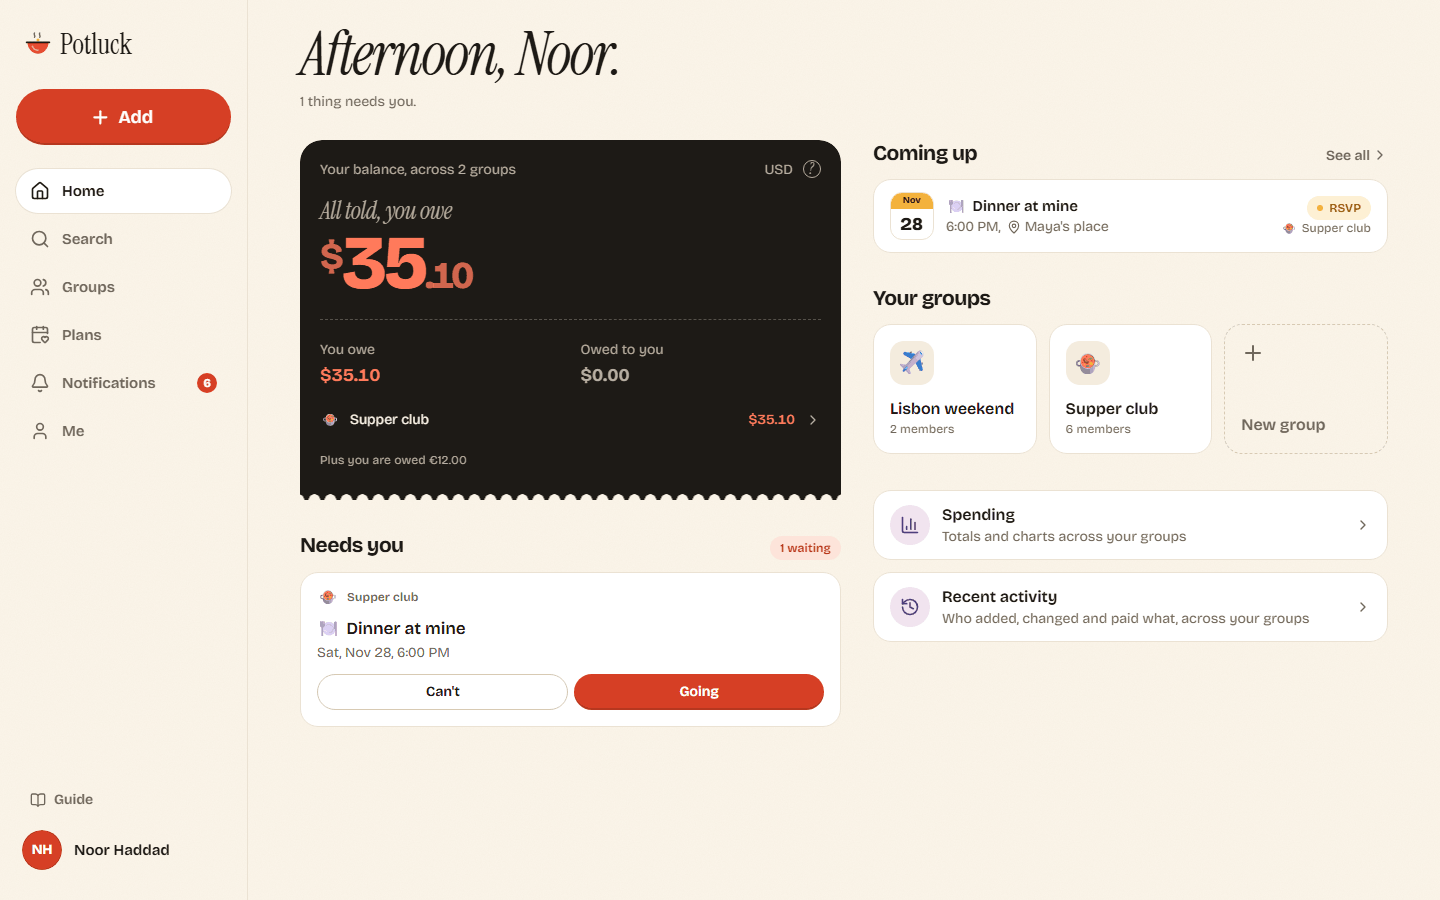 Potluck
Add
Home
Search
Groups
Plans
Notifications 6
Me
Guide
NH Noor Haddad
Afternoon, Noor.
1 thing needs you.
Your balance, across 2 groups USD ?
All told, you owe
$35.10
You owe Owed to you
$35.10 $0.00
Supper club $35.10
Plus you are owed €12.00
Needs you 1 waiting
Supper club
Dinner at mine
Sat, Nov 28, 6:00 PM
Can't Going
Coming up See all
Nov
28
Dinner at mine RSVP
6:00 PM, Maya's place Supper club
Your groups
Lisbon weekend
2 members
Supper club
6 members
New group
Spending
Totals and charts across your groups
Recent activity
Who added, changed and paid what, across your groups